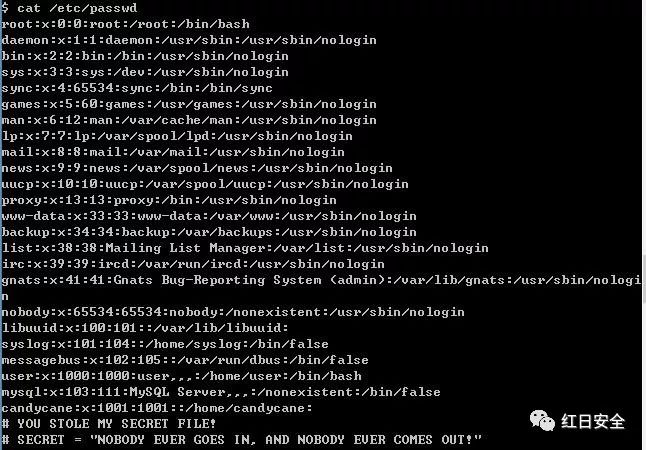 $ cat /etc/passwd
root:x:0:0:root:/root:/bin/bash
daemon:x:1:1:daemon:/usr/sbin:/usr/sbin/nologin
bin:x:2:2:bin:/bin:/usr/sbin/nologin
sys:x:3:3:sys:/dev:/usr/sbin/nologin
sync:x:4:65534:sync:/bin:/bin/sync
games:x:5:60:games:/usr/games:/usr/sbin/nologin
man:x:6:12:man:/var/cache/man:/usr/sbin/nologin
lp:x:7:7:lp:/var/spool/lpd:/usr/sbin/nologin
mail:x:8:8:mail:/var/mail:/usr/sbin/nologin
news:x:9:9:news:/var/spool/news:/usr/sbin/nologin
uucp:x:10:10:uucp:/var/spool/uucp:/usr/sbin/nologin
proxy:x:13:13:proxy:/bin:/usr/sbin/nologin
www-data:x:33:33:www-data:/var/www:/usr/sbin/nologin
backup:x:34:34:backup:/var/backups:/usr/sbin/nologin
list:x:38:38:Mailing List Manager:/var/list:/usr/sbin/nologin
irc:x:39:39:ircd:/var/run/ircd:/usr/sbin/nologin
gnats:x:41:41:Gnats Bug-Reporting System (admin):/var/lib/gnats:/usr/sbin/nologi
n
nobody:x:65534:65534:nobody:/nonexistent:/usr/sbin/nologin
libuuid:x:100:101::/var/lib/libuuid:
syslog:x:101:104::/home/syslog:/bin/false
messagebus:x:102:105::/var/run/dbus:/bin/false
user:x:1000:1000:user,,,:/home/user:/bin/bash
mysql:x:103:111:MySQL Server,,,:/nonexistent:/bin/false
candycane:x:1001:1001::/home/candycane:
# YOU STOLE MY SECRET FILE!
# SECRET = "NOBODY EVER GOES IN, AND NOBODY EVER COMES OUT!"
红日安全